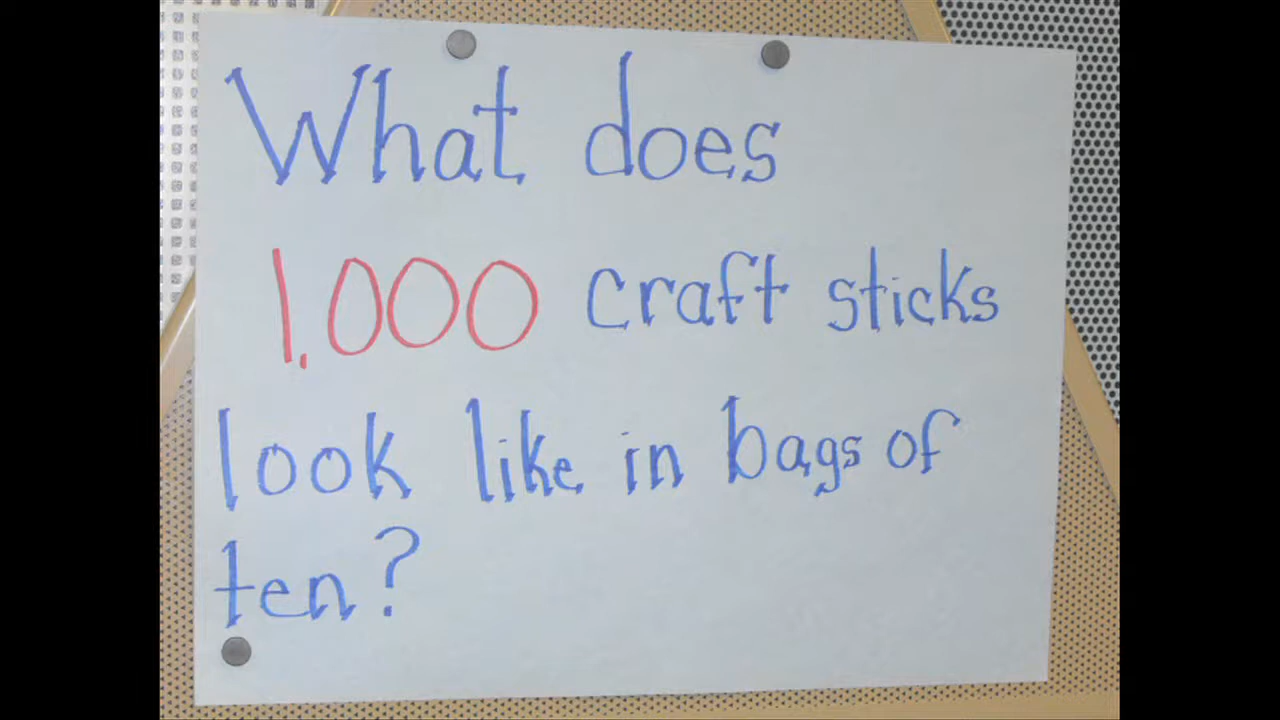 What does
1,000 craft sticks
look like in bags of
ten?